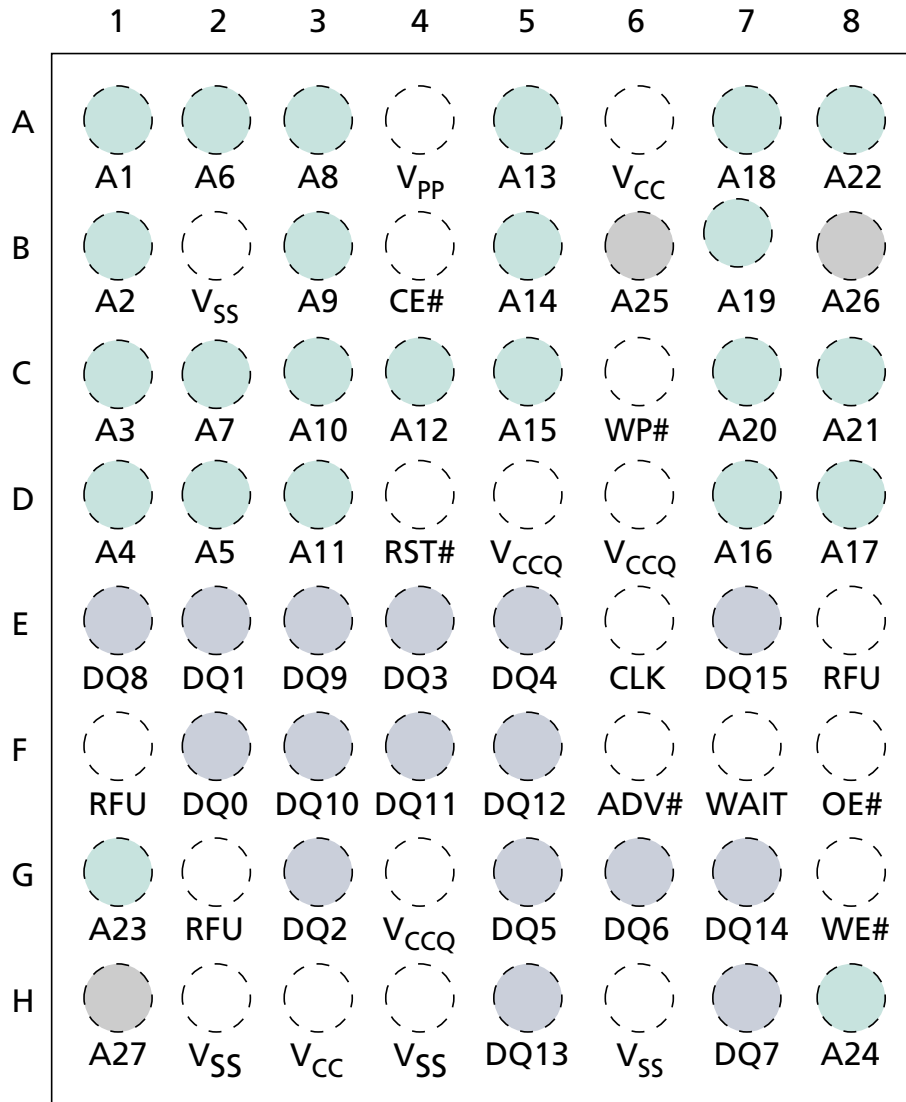 1 2 3 4 5 6 7 8
A
A1 A6 A8 VPP A13 VCC A18 A22
B
A2 VSS A9 CE# A14 A25 A19 A26
C
A3 A7 A10 A12 A15 WP# A20 A21
D
A4 A5 A11 RST# VCCQ VCCQ A16 A17
E
DQ8 DQ1 DQ9 DQ3 DQ4 CLK DQ15 RFU
F
RFU DQ0 DQ10 DQ11 DQ12 ADV# WAIT OE#
G
A23 RFU DQ2 VCCQ DQ5 DQ6 DQ14 WE#
H
A27 VSS VCC VSS DQ13 VSS DQ7 A24